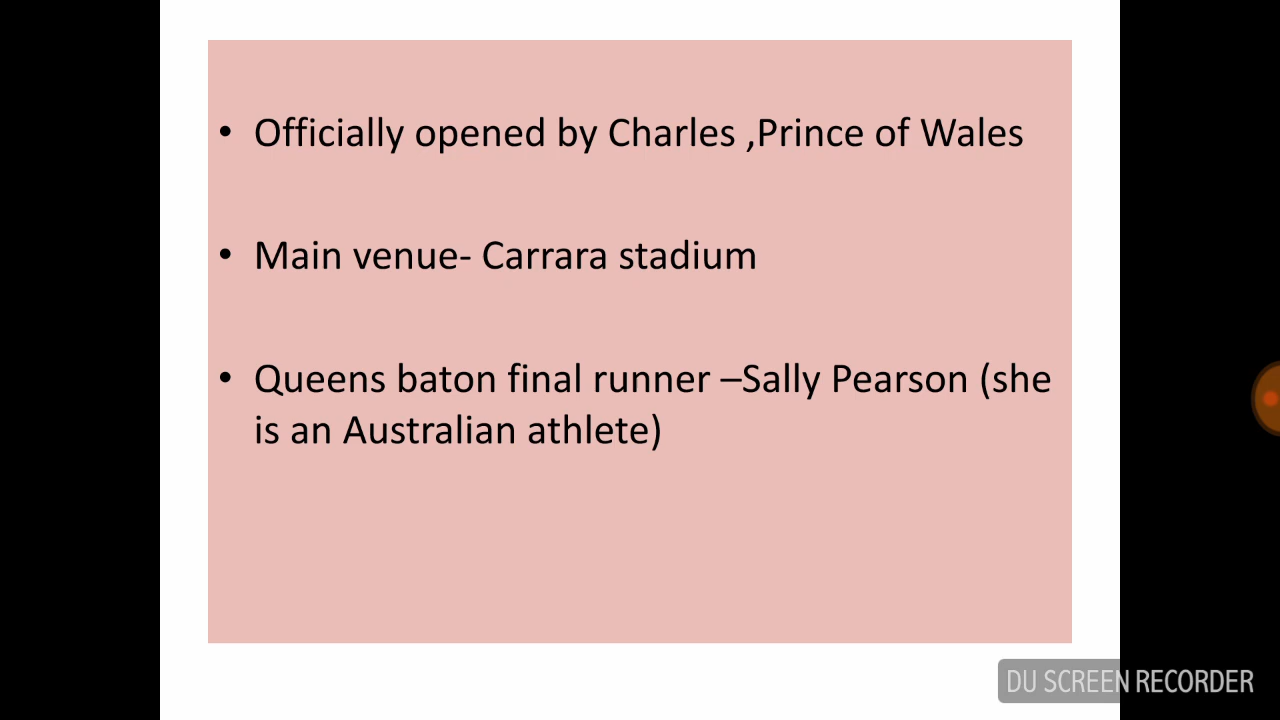 • Officially opened by Charles ,Prince of Wales
• Main venue- Carrara stadium
• Queens baton final runner –Sally Pearson (she
is an Australian athlete)
DU SCREEN RECORDER